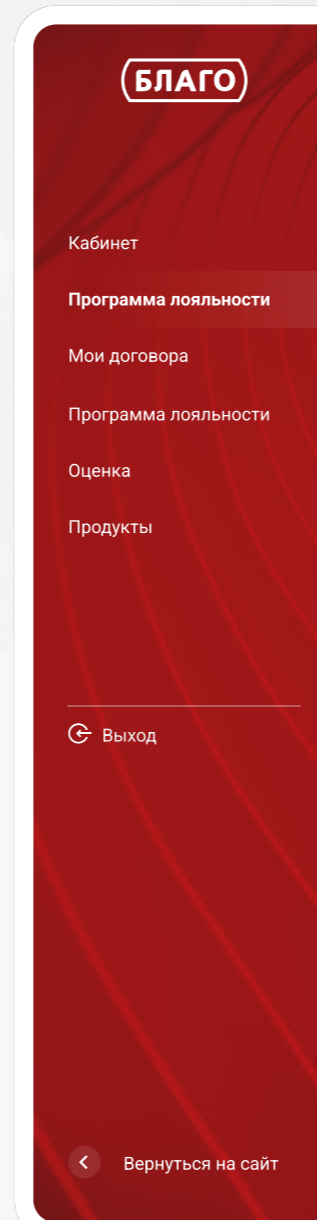 БЛАГО
Кабинет
Программа лояльности
Мои договора
Программа лояльности
Оценка
Продукты
Выход
Вернуться на сайт